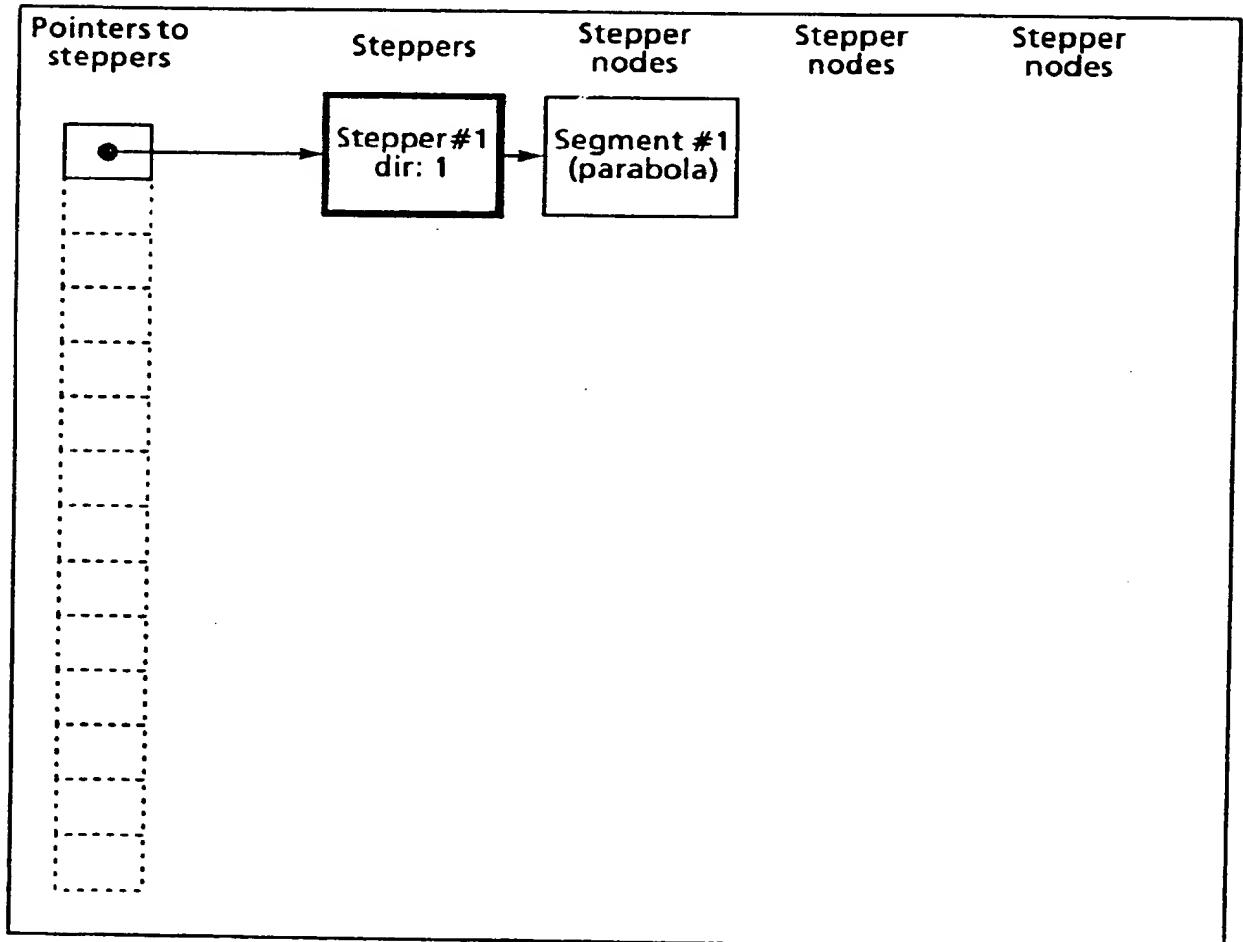 Pointers to
steppers
Steppers
Stepper
nodes
Stepper
nodes
Stepper
nodes
Stepper#1
dir: 1
Segment #1
(parabola)